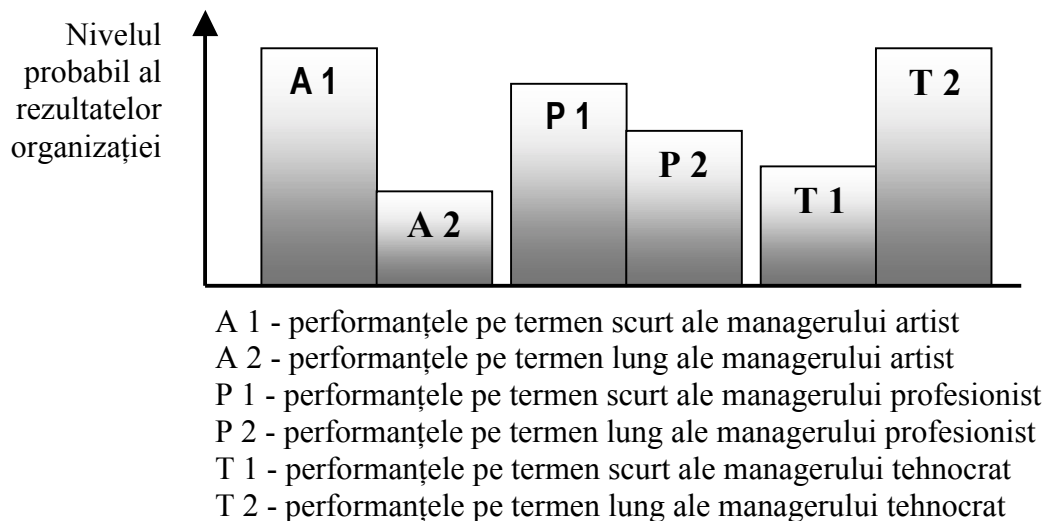 Nivelul
probabil al
rezultatelor
organizației
A 1
A 2
P 1
P 2
T 1
T 2
A 1 - performanțele pe termen scurt ale managerului artist
A 2 - performanțele pe termen lung ale managerului artist
P 1 - performanțele pe termen scurt ale managerului profesionist
P 2 - performanțele pe termen lung ale managerului profesionist
T 1 - performanțele pe termen scurt ale managerului tehnocrat
T 2 - performanțele pe termen lung ale managerului tehnocrat